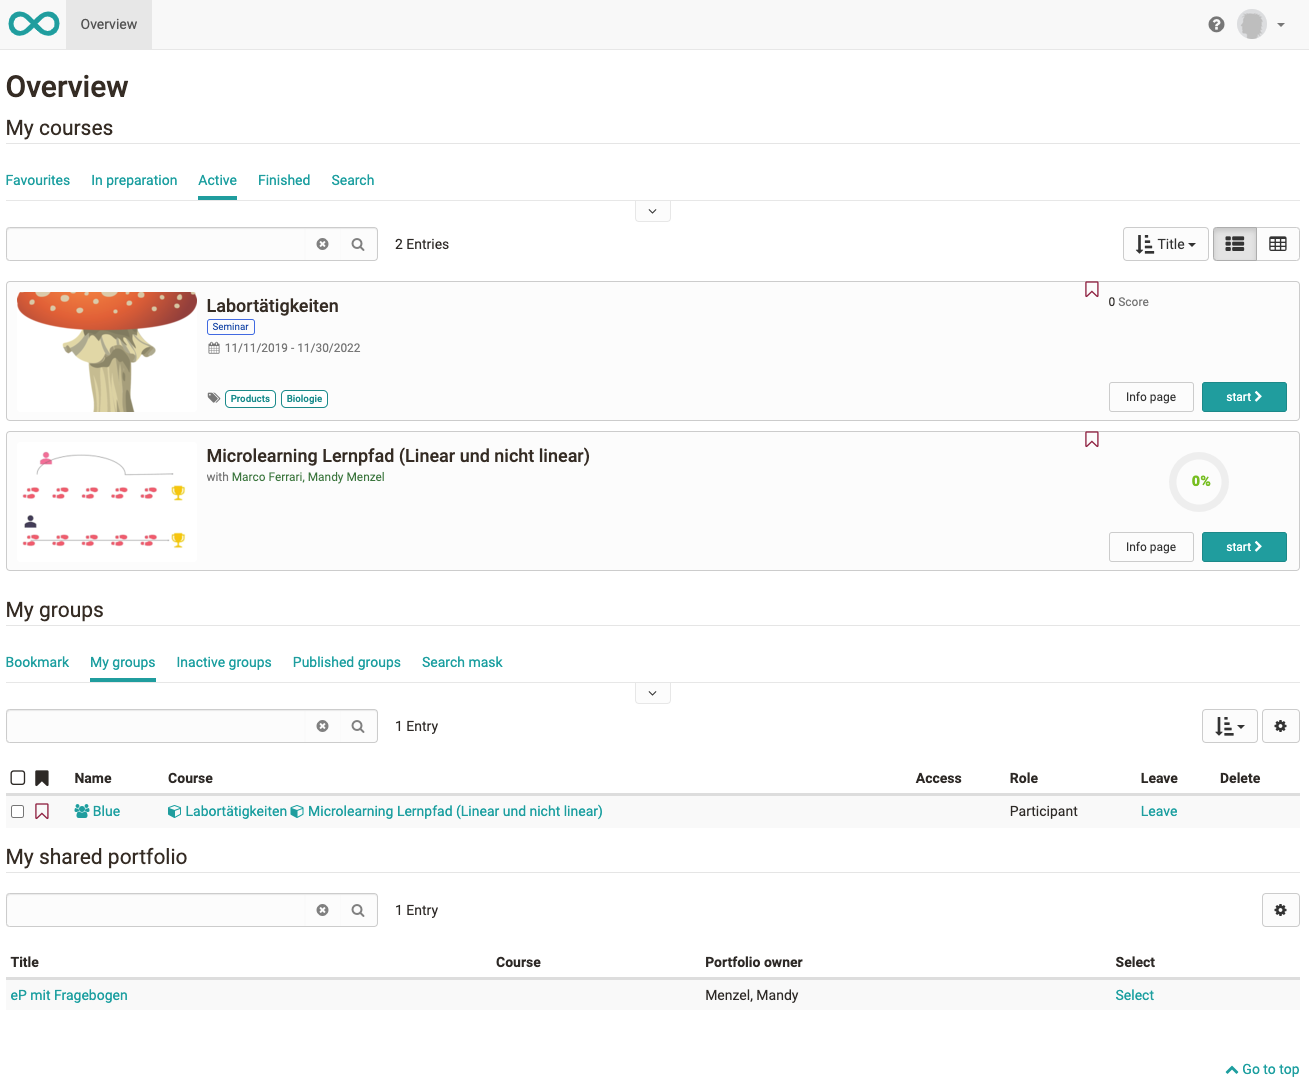 Overview
Overview
My courses
Favourites In preparation Active Finished Search
2 Entries Title
Labortätigkeiten
0 Score
Seminar
11/11/2019 - 11/30/2022
Products Biologie Info page start
Microlearning Lernpfad (Linear und nicht linear)
with Marco Ferrari, Mandy Menzel
0%
Info page start
My groups
Bookmark My groups Inactive groups Published groups Search mask
1 Entry
Name Course Access Role Leave Delete
Blue Labortätigkeiten Microlearning Lernpfad (Linear und nicht linear) Participant Leave
My shared portfolio
1 Entry
Title Course Portfolio owner Select
eP mit Fragebogen Menzel, Mandy Select
Go to top